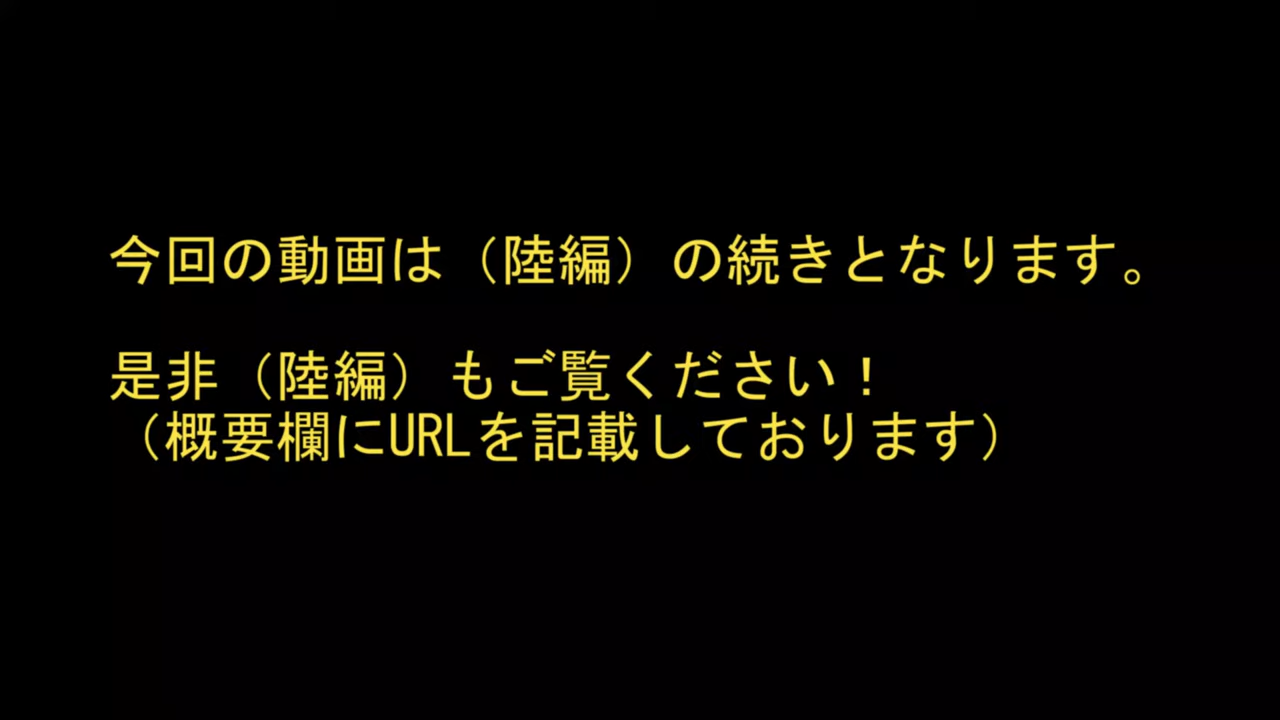 今回の動画は（陸編）の続きとなります。
是非（陸編）もご覧ください！
（概要欄にURLを記載しております）